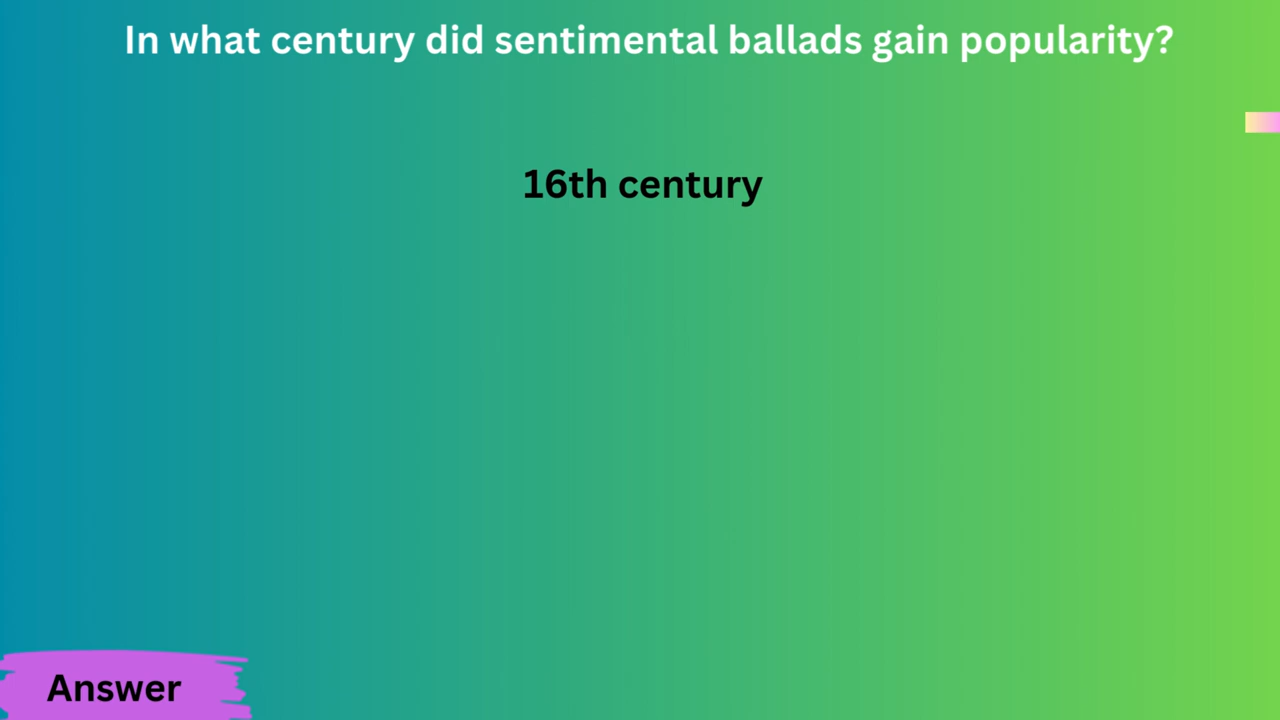 In what century did sentimental ballads gain popularity?
16th century
Answer